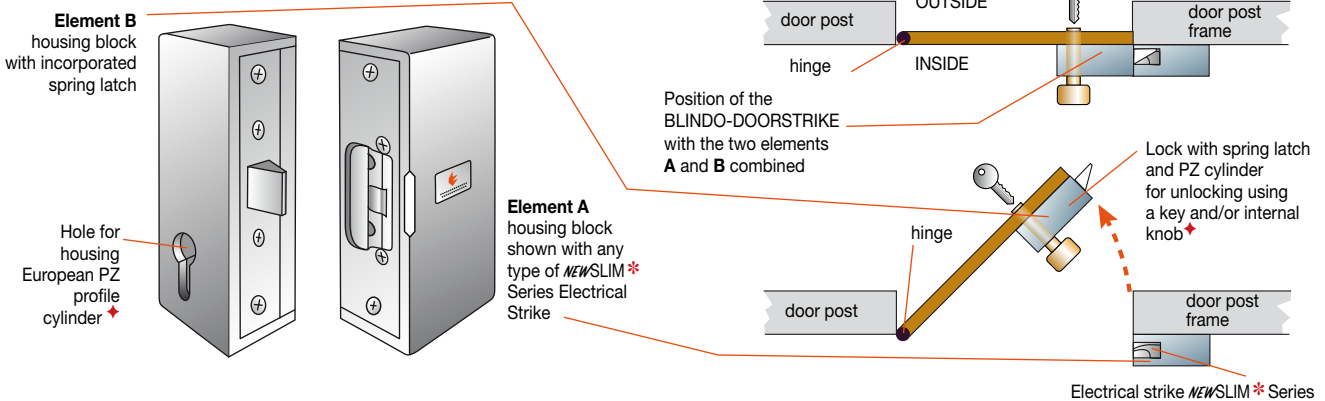 Element B
housing block
with incorporated
spring latch
Hole for
housing
European PZ
profile
cylinder ✦
Element A
housing block
shown with any
type of NEWSLIM *
Series Electrical
Strike
door post
OUTSIDE
door post
frame
hinge
INSIDE
Position of the
BLINDO-DOORSTRIKE
with the two elements
A and B combined
Lock with spring latch
and PZ cylinder
for unlocking using
a key and/or internal
knob ✦
hinge
door post
door post
frame
Electrical strike NEWSLIM * Series